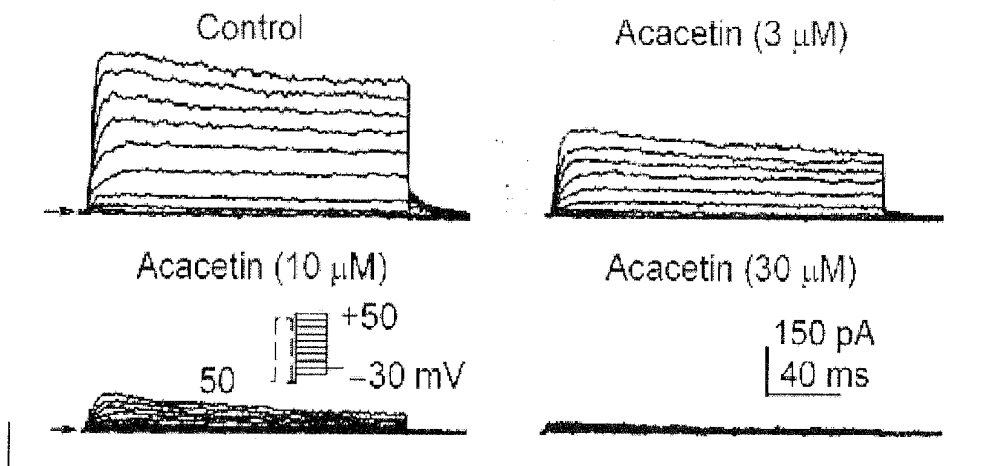 Control
Acacetin (3 μM)
Acacetin (10 μM)
Acacetin (30 μM)
+50
50
−30 mV
150 pA
40 ms